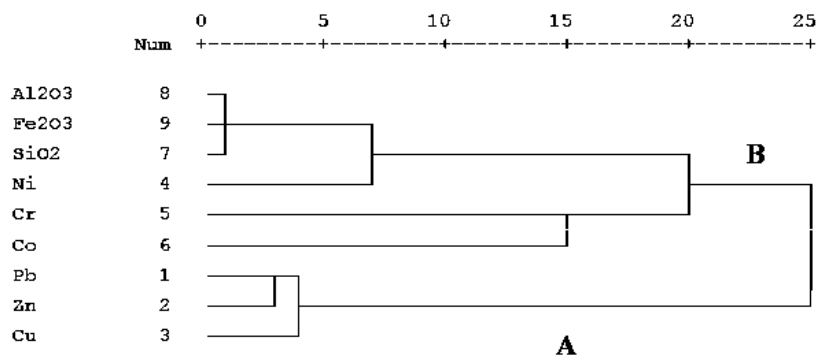 0 5 10 15 20 25
Num +---------+---------+---------+---------+---------+
Al2O3 8
Fe2O3 9
SiO2 7
B
Ni 4
Cr 5
Co 6
Pb 1
Zn 2
Cu 3
A